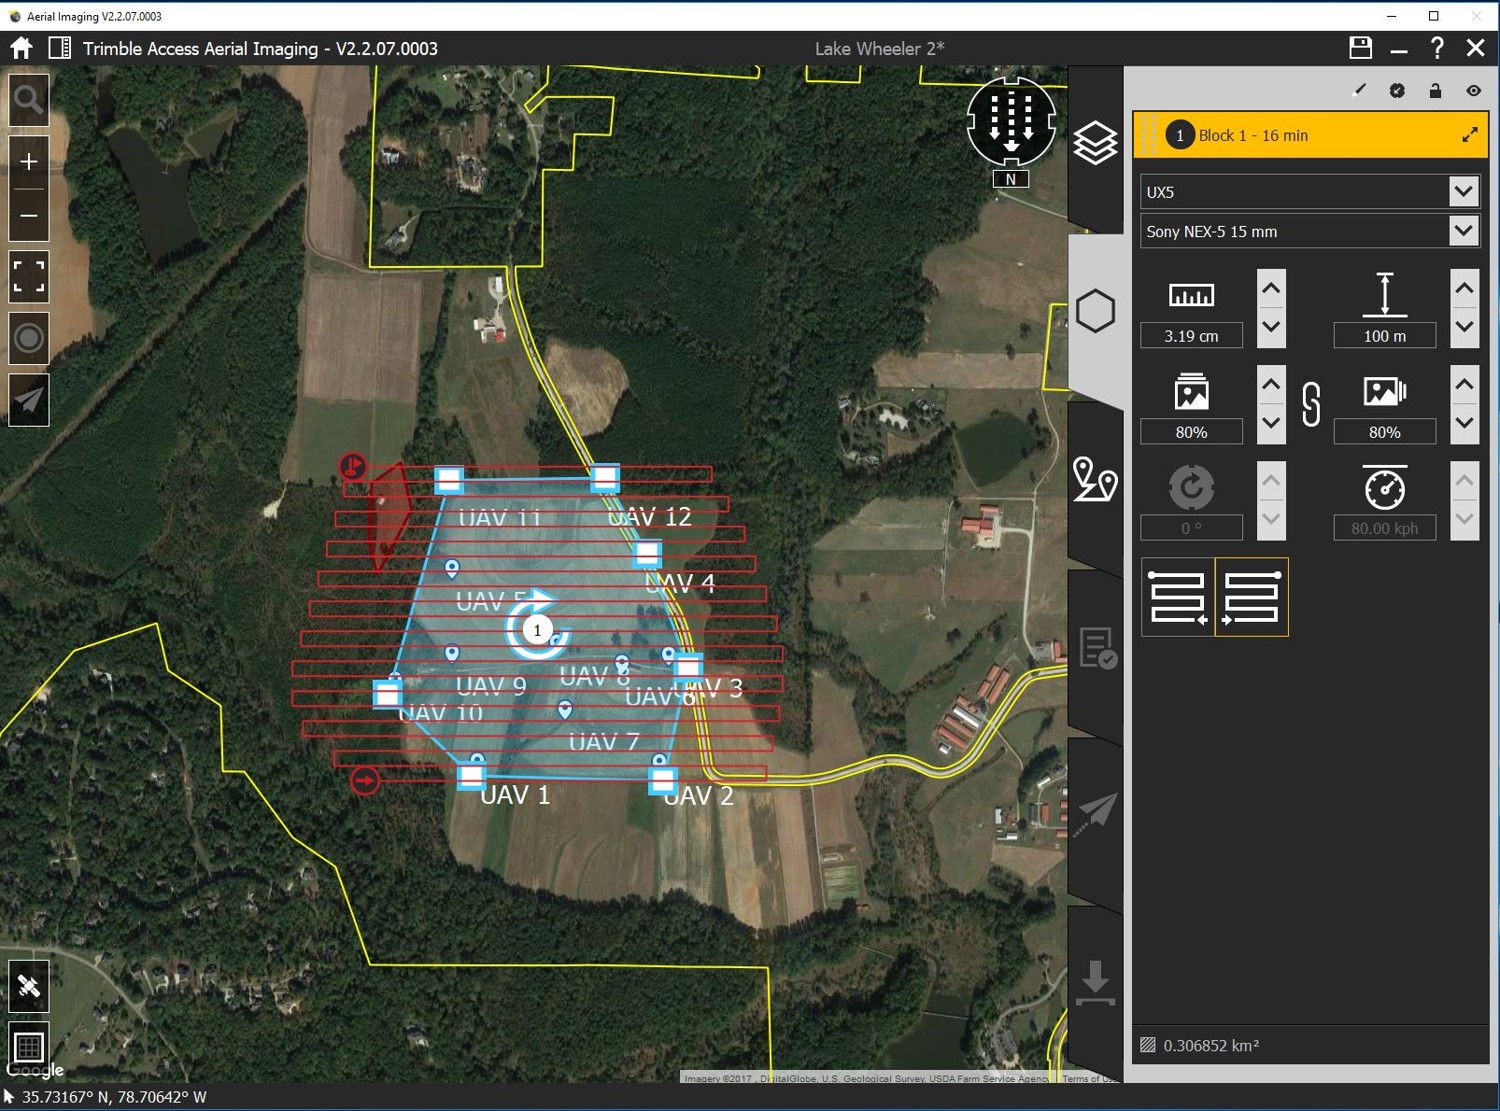 Aerial Imaging V2.2.07.0003
Trimble Access Aerial Imaging - V2.2.07.0003
Lake Wheeler 2*
N
1 Block 1 - 16 min
UX5
Sony NEX-5 15 mm
3.19 cm
100 m
80%
80%
0 °
80.00 kph
UAV 11
UAV 12
UAV 4
UAV 5
1
UAV 8
UAV 9
UAV 6
UAV 3
UAV 10
UAV 7
UAV 1
UAV 2
0.306852 km²
Google
Imagery ©2017 , DigitalGlobe, U.S. Geological Survey, USDA Farm Service Agency
Terms of Us
35.73167° N, 78.70642° W